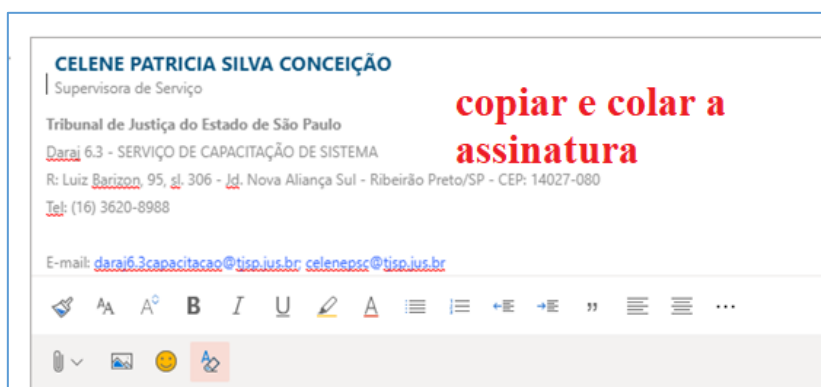 CELENE PATRICIA SILVA CONCEIÇÃO
Supervisora de Serviço
copiar e colar a
assinatura
Tribunal de Justiça do Estado de São Paulo
Daraj 6.3 - SERVIÇO DE CAPACITAÇÃO DE SISTEMA
R: Luiz Barizon, 95, sl. 306 - Jd. Nova Aliança Sul - Ribeirão Preto/SP - CEP: 14027-080
Tel: (16) 3620-8988
E-mail: daraj6.3capacitacao@tjsp.jus.br; celenepsc@tjsp.jus.br